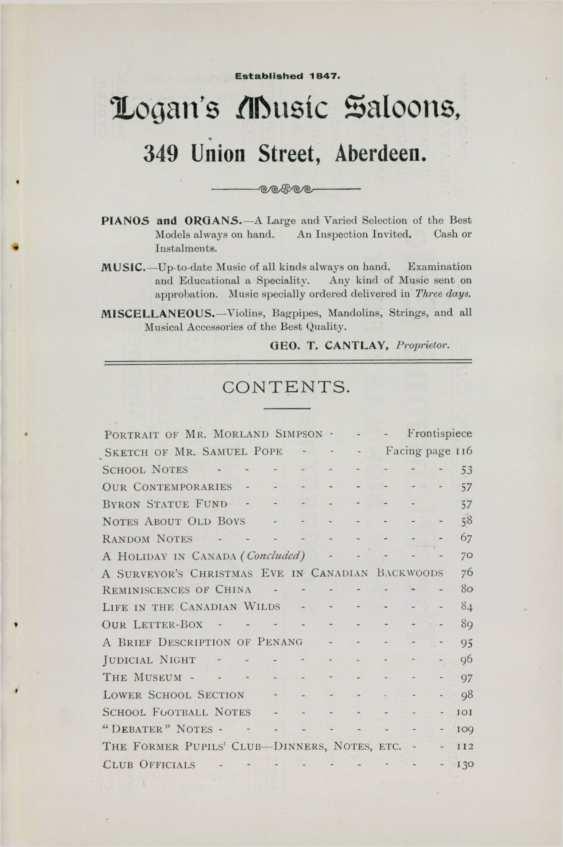 Established 1847.
Logan's Music Saloons,
349 Union Street, Aberdeen.
PIANOS and ORGANS.—A Large and Varied Selection of the Best
Models always on hand. An Inspection Invited. Cash or
Instalments.
MUSIC.—Up-to-date Music of all kinds always on hand. Examination
and Educational a Speciality. Any kind of Music sent on
approbation. Music specially ordered delivered in Three days.
MISCELLANEOUS.—Violins, Bagpipes, Mandolins, Strings, and all
Musical Accessories of the Best Quality.
GEO. T. CANTLAY, Proprietor.
CONTENTS.
PORTRAIT OF MR. MORLAND SIMPSON - - - Frontispiece
SKETCH OF MR. SAMUEL POPE - - - Facing page 116
SCHOOL NOTES - - - - - - - - - 53
OUR CONTEMPORARIES - - - - - - - - 57
BYRON STATUE FUND - - - - - - - 57
NOTES ABOUT OLD BOYS - - - - - - - 58
RANDOM NOTES - - - - - - - - - 67
A HOLIDAY IN CANADA (Concluded) - - - - - 70
A SURVEYOR'S CHRISTMAS EVE IN CANADIAN BACKWOODS 76
REMINISCENCES OF CHINA - - - - - - - 80
LIFE IN THE CANADIAN WILDS - - - - - - 84
OUR LETTER-BOX - - - - - - - - - 89
A BRIEF DESCRIPTION OF PENANG - - - - - 95
JUDICIAL NIGHT - - - - - - - - - 96
THE MUSEUM - - - - - - - - - - 97
LOWER SCHOOL SECTION - - - - - - - 98
SCHOOL FOOTBALL NOTES - - - - - - - 101
"DEBATER" NOTES - - - - - - - - - 109
THE FORMER PUPILS' CLUB—DINNERS, NOTES, ETC. - - 112
CLUB OFFICIALS - - - - - - - - - 130